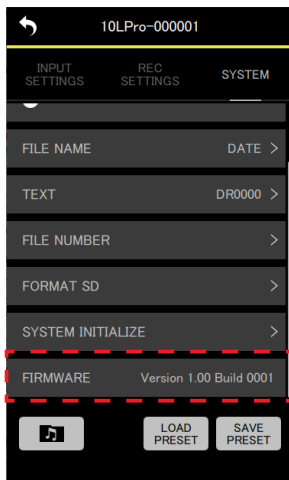 10LPro-000001
INPUT SETTINGS
REC SETTINGS
SYSTEM
FILE NAME DATE >
TEXT DR0000 >
FILE NUMBER >
FORMAT SD >
SYSTEM INITIALIZE >
FIRMWARE Version 1.00 Build 0001
LOAD PRESET
SAVE PRESET